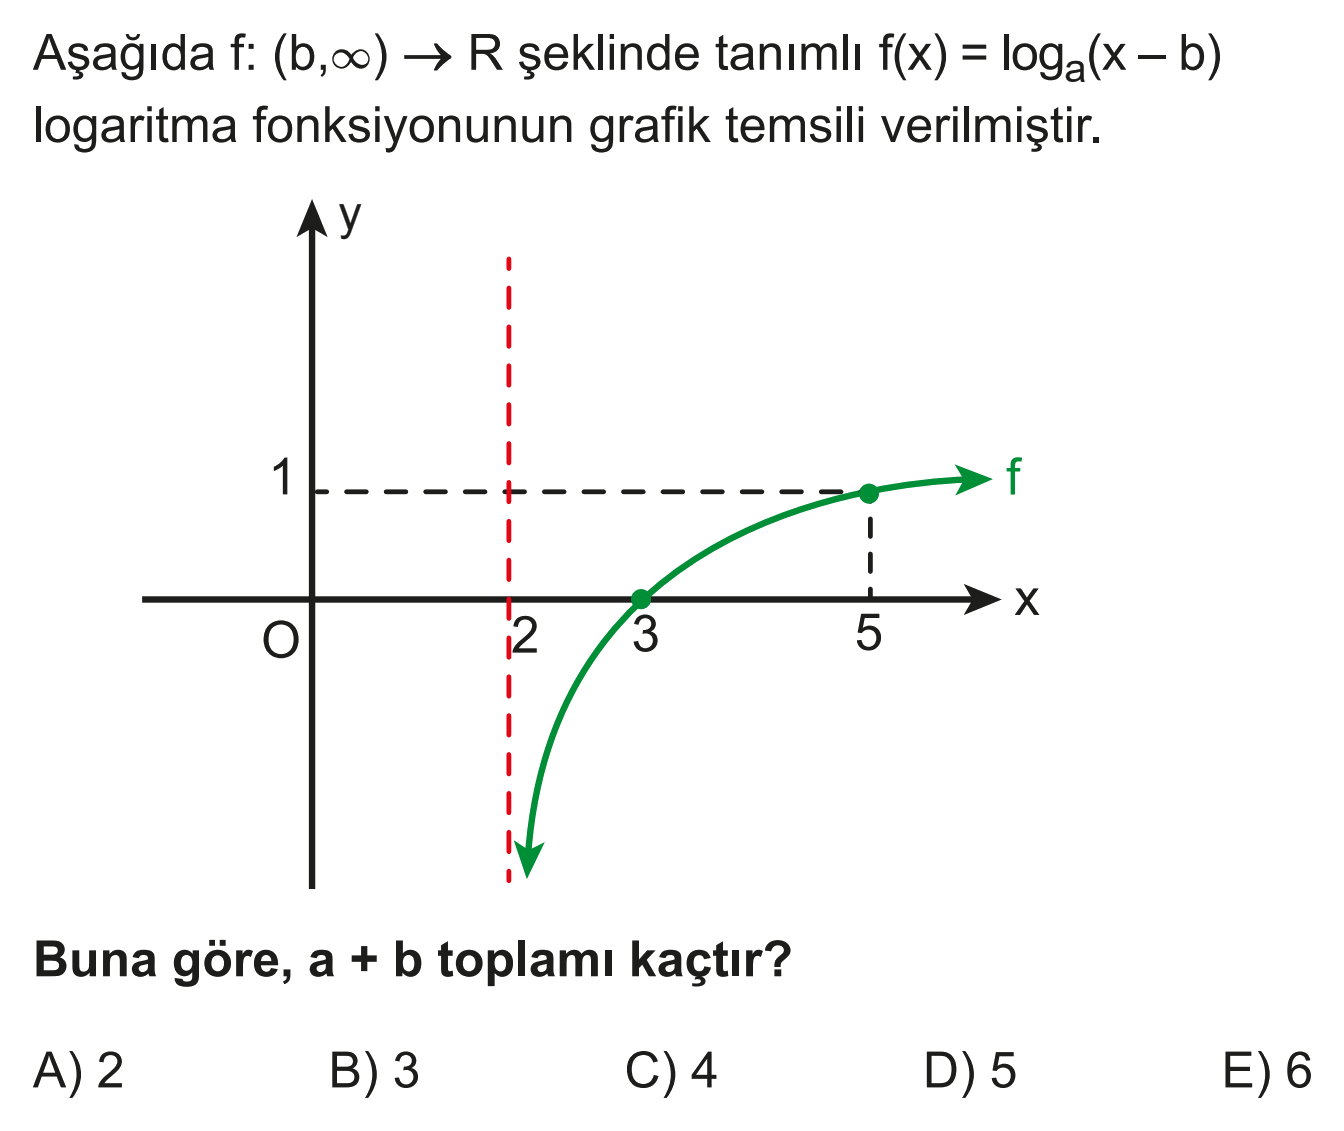 Aşağıda f: (b,∞) → R şeklinde tanımlı f(x) = logₐ(x – b)
logaritma fonksiyonunun grafik temsili verilmiştir.
y
1
f
x
O
2
3
5
Buna göre, a + b toplamı kaçtır?
A) 2 B) 3 C) 4 D) 5 E) 6